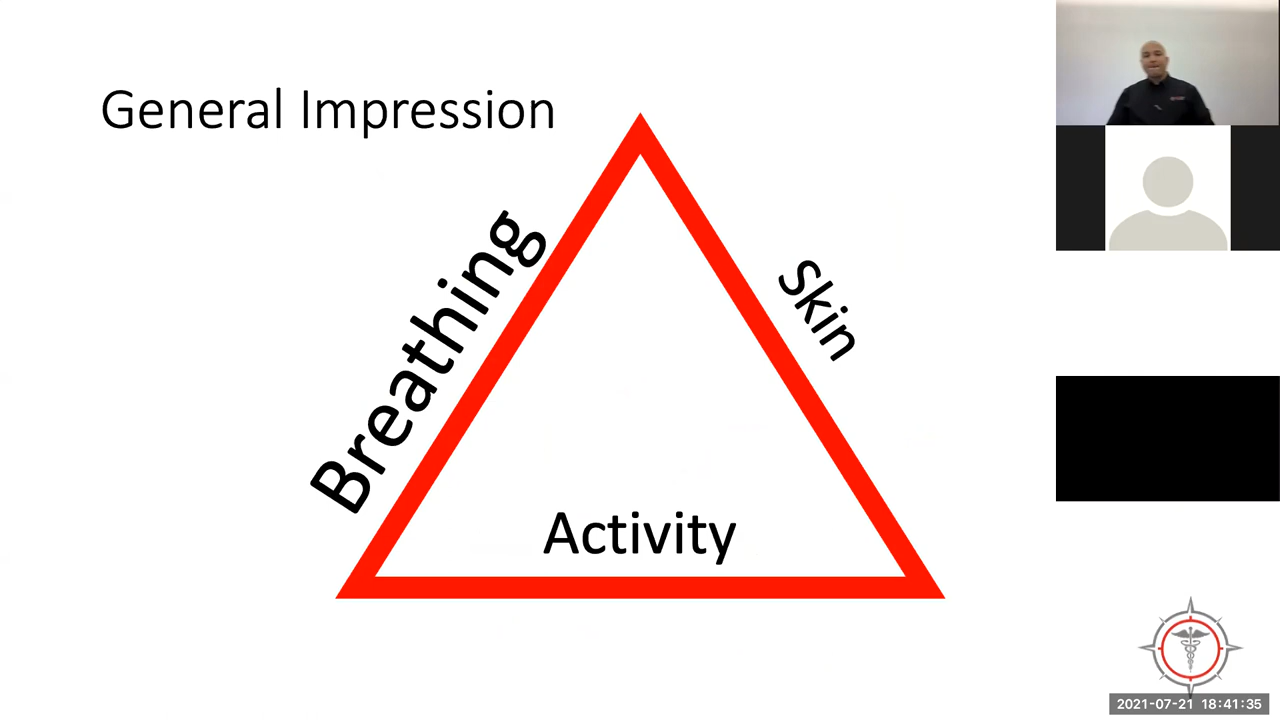 General Impression
Breathing
Skin
Activity
2021-07-21 18:41:35